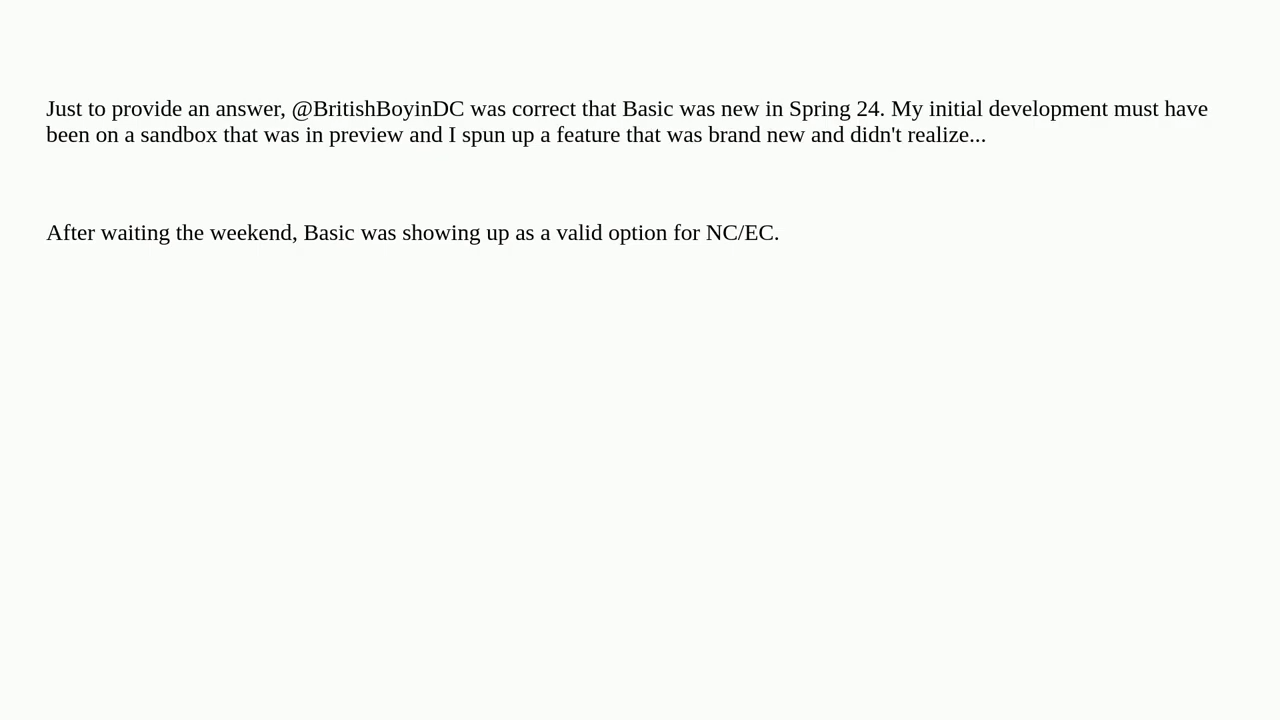 Just to provide an answer, @BritishBoyinDC was correct that Basic was new in Spring 24. My initial development must have
been on a sandbox that was in preview and I spun up a feature that was brand new and didn't realize...
After waiting the weekend, Basic was showing up as a valid option for NC/EC.